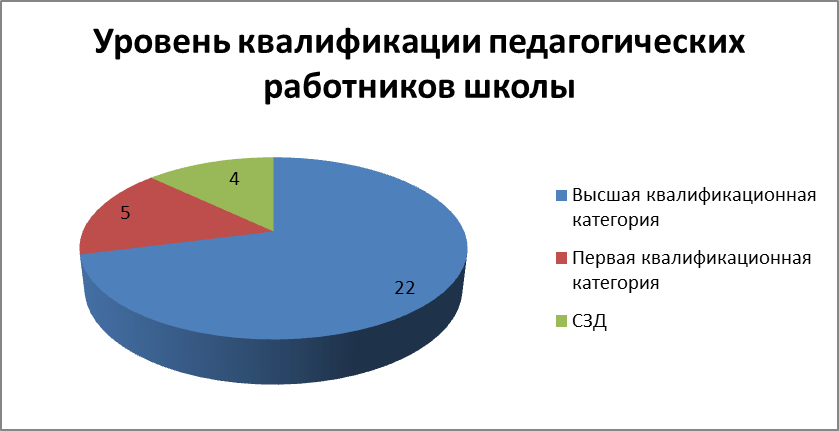 Уровень квалификации педагогических
работников школы
4
5
22
Высшая квалификационная
категория
Первая квалификационная
категория
СЗД